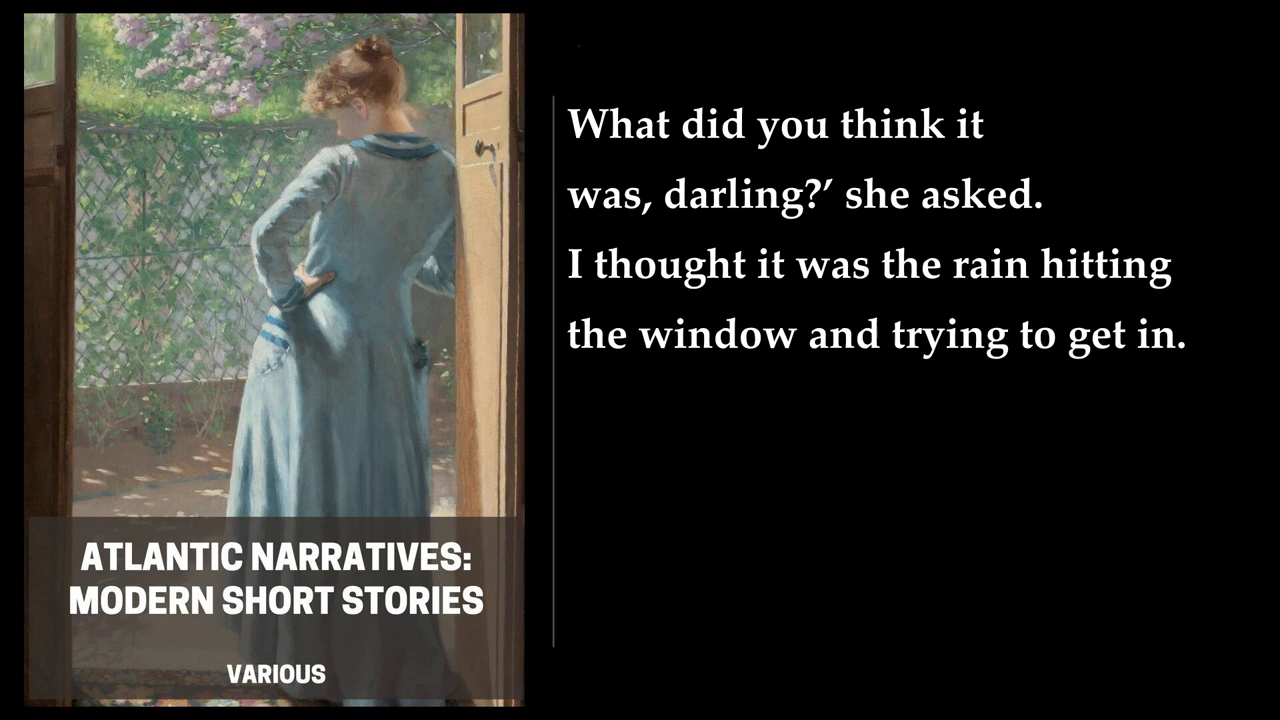 What did you think it
was, darling?’ she asked.
I thought it was the rain hitting
the window and trying to get in.
ATLANTIC NARRATIVES:
MODERN SHORT STORIES
VARIOUS